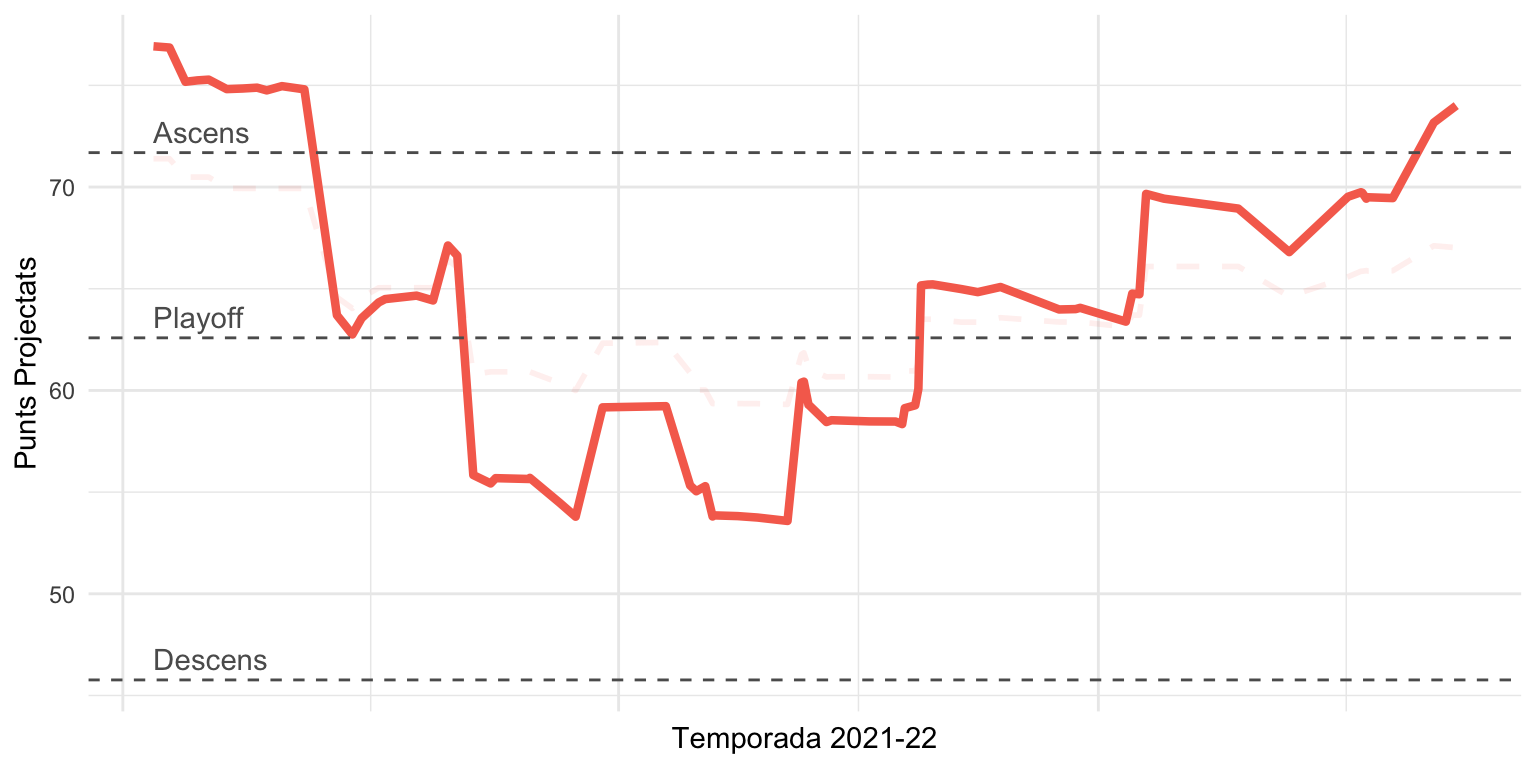 Ascens
70
Playoff
60
50
Descens
Punts Projectats
Temporada 2021-22